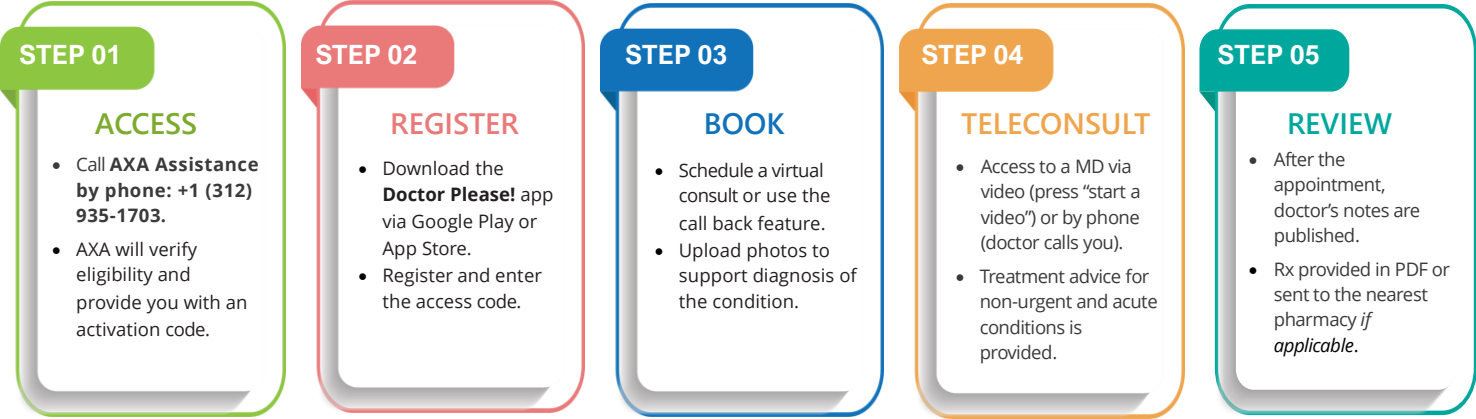 STEP 01
ACCESS
• Call AXA Assistance
by phone: +1 (312)
935-1703.
• AXA will verify
eligibility and
provide you with an
activation code.
STEP 02
REGISTER
• Download the
Doctor Please! app
via Google Play or
App Store.
• Register and enter
the access code.
STEP 03
BOOK
• Schedule a virtual
consult or use the
call back feature.
• Upload photos to
support diagnosis of
the condition.
STEP 04
TELECONSULT
• Access to a MD via
video (press “start a
video”) or by phone
(doctor calls you).
• Treatment advice for
non-urgent and acute
conditions is
provided.
STEP 05
REVIEW
• After the
appointment,
doctor’s notes are
published.
• Rx provided in PDF or
sent to the nearest
pharmacy if
applicable.